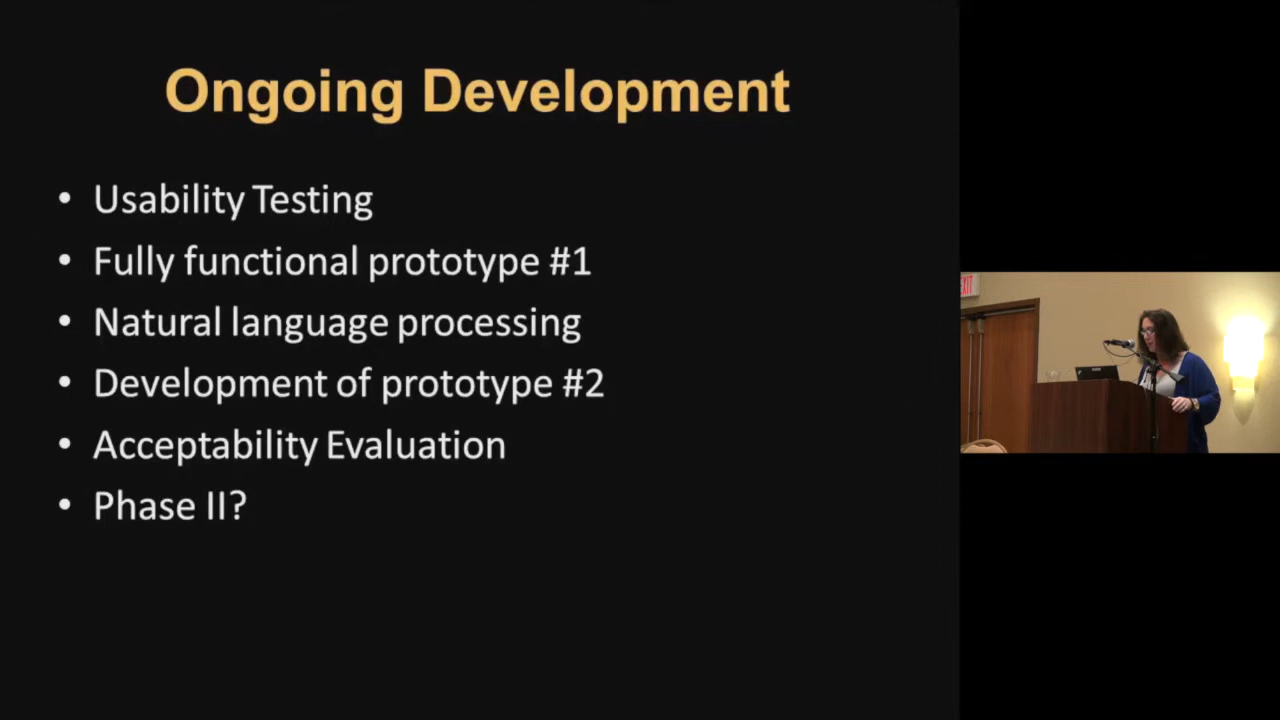 Ongoing Development
• Usability Testing
• Fully functional prototype #1
• Natural language processing
• Development of prototype #2
• Acceptability Evaluation
• Phase II?
EXIT